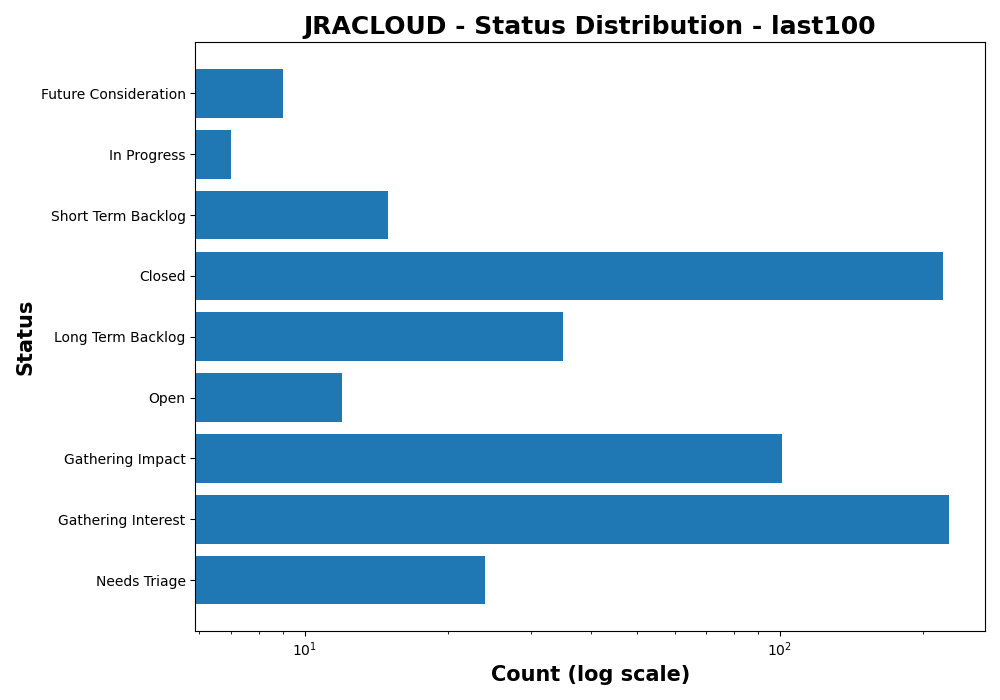 JRACLOUD - Status Distribution - last100
Future Consideration
In Progress
Short Term Backlog
Closed
Long Term Backlog
Open
Gathering Impact
Gathering Interest
Needs Triage
Status
10¹
10²
Count (log scale)